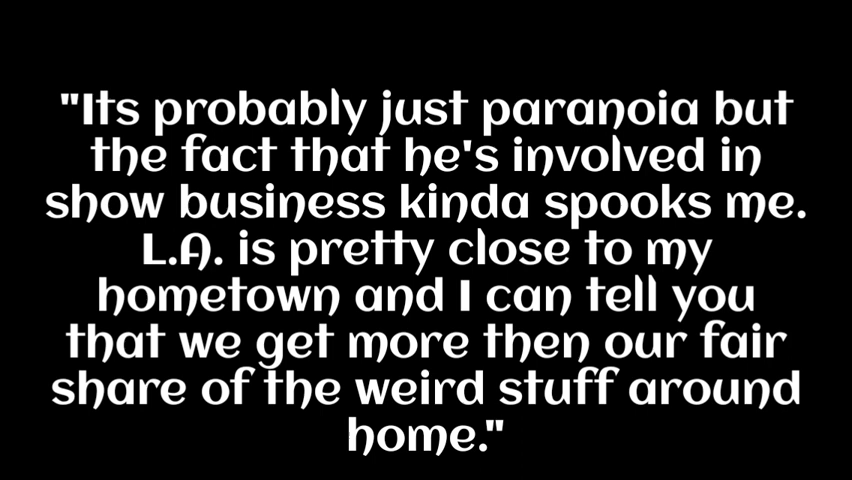 "Its probably just paranoia but
the fact that he's involved in
show business kinda spooks me.
L.A. is pretty close to my
hometown and I can tell you
that we get more then our fair
share of the weird stuff around
home."